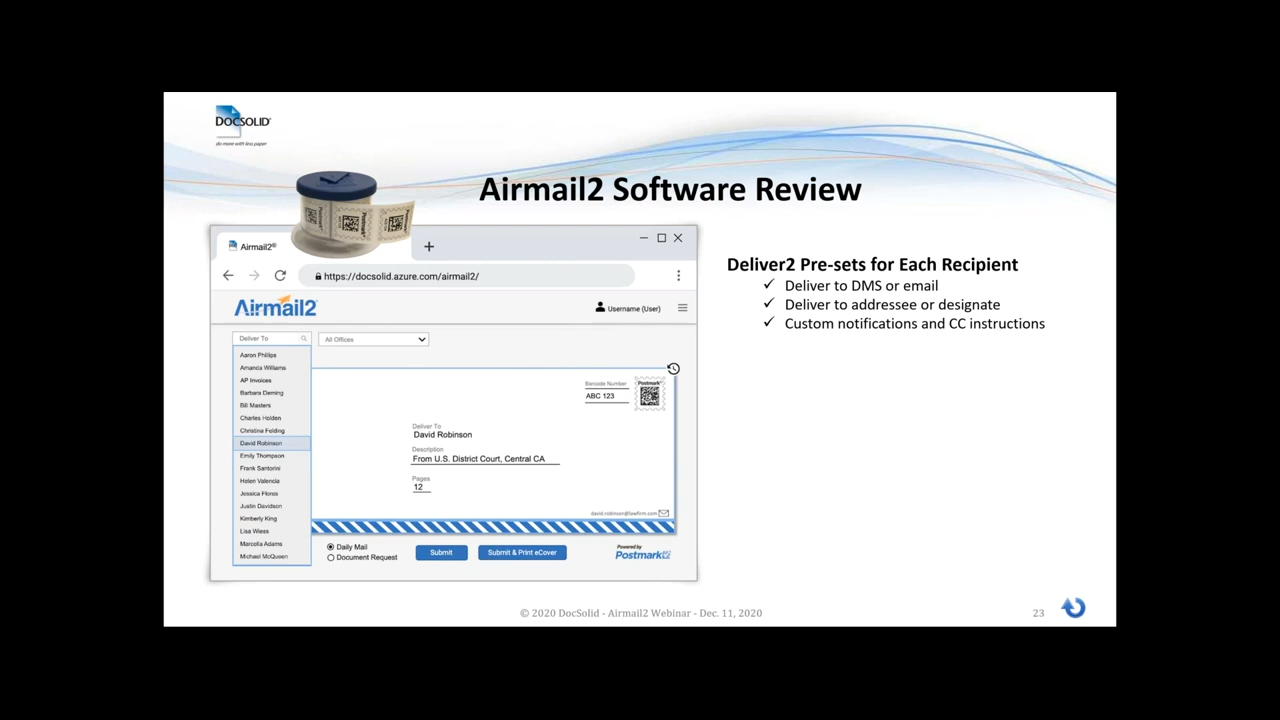 DOCSOLID
do more with less paper
Airmail2 Software Review
Airmail2®
https://docsolid.azure.com/airmail2/
Airmail2
Username (User)
Deliver To
All Offices
Aaron Phillips
Amanda Williams
AP Invoices
Barbara Deming
Bill Masters
Charles Holden
Christina Felding
David Robinson
Emily Thompson
Frank Santorini
Helen Valencia
Jessica Floros
Justin Davidson
Kimberly King
Lisa Wiess
Marcella Adams
Michael McQueen
Barcode Number
ABC 123
Postmark
Deliver To
David Robinson
Description
From U.S. District Court, Central CA
Pages
12
david.robinson@lawfirm.com
Daily Mail
Document Request
Submit
Submit & Print eCover
Powered by
Postmark
Deliver2 Pre-sets for Each Recipient
✓ Deliver to DMS or email
✓ Deliver to addressee or designate
✓ Custom notifications and CC instructions
© 2020 DocSolid - Airmail2 Webinar - Dec. 11, 2020
23